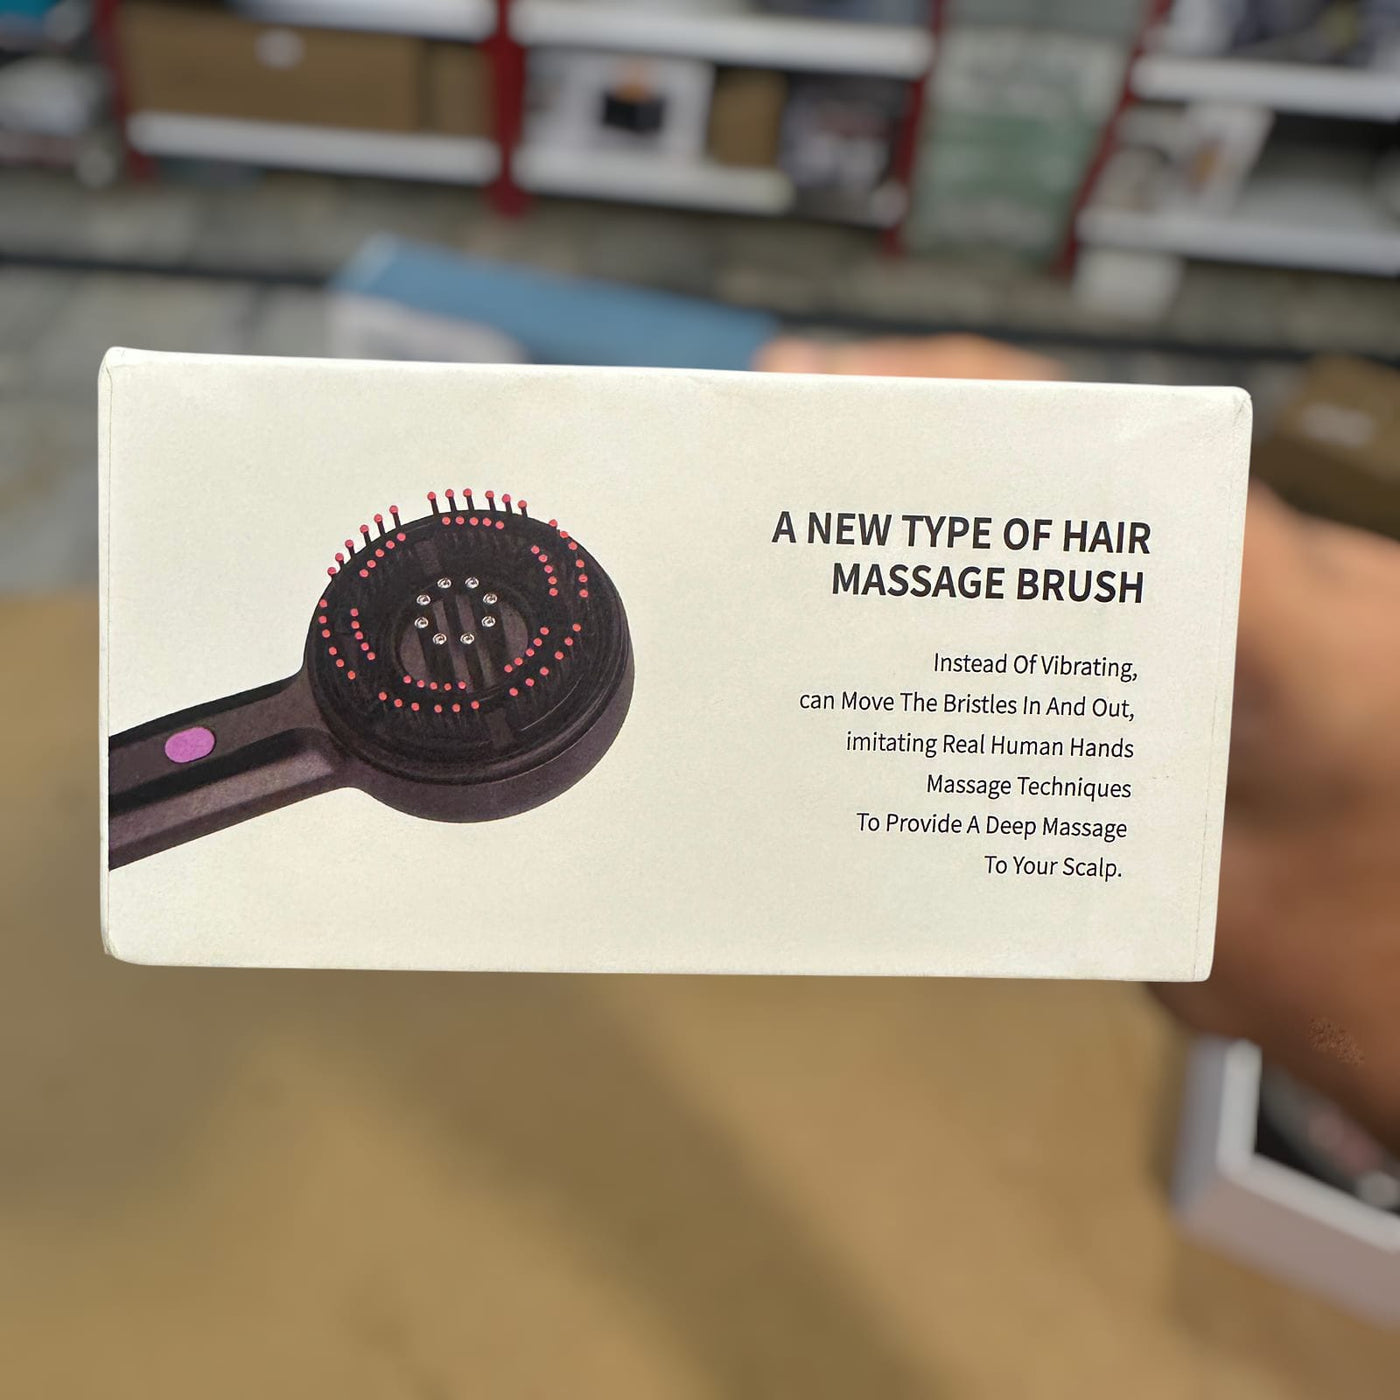 A NEW TYPE OF HAIR
MASSAGE BRUSH
Instead Of Vibrating,
can Move The Bristles In And Out,
imitating Real Human Hands
Massage Techniques
To Provide A Deep Massage
To Your Scalp.